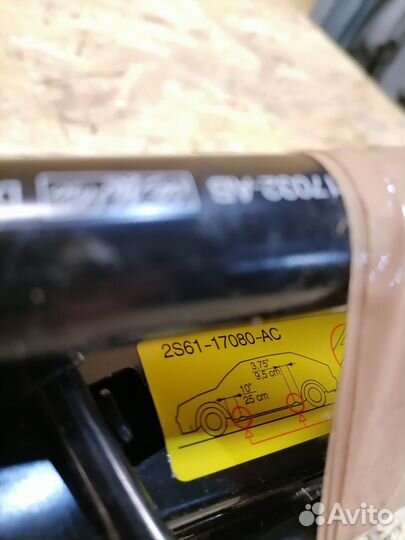 17032-AB
D
2S61-17080-AC
3,75"
9,5 cm
10"
25 cm
Avito